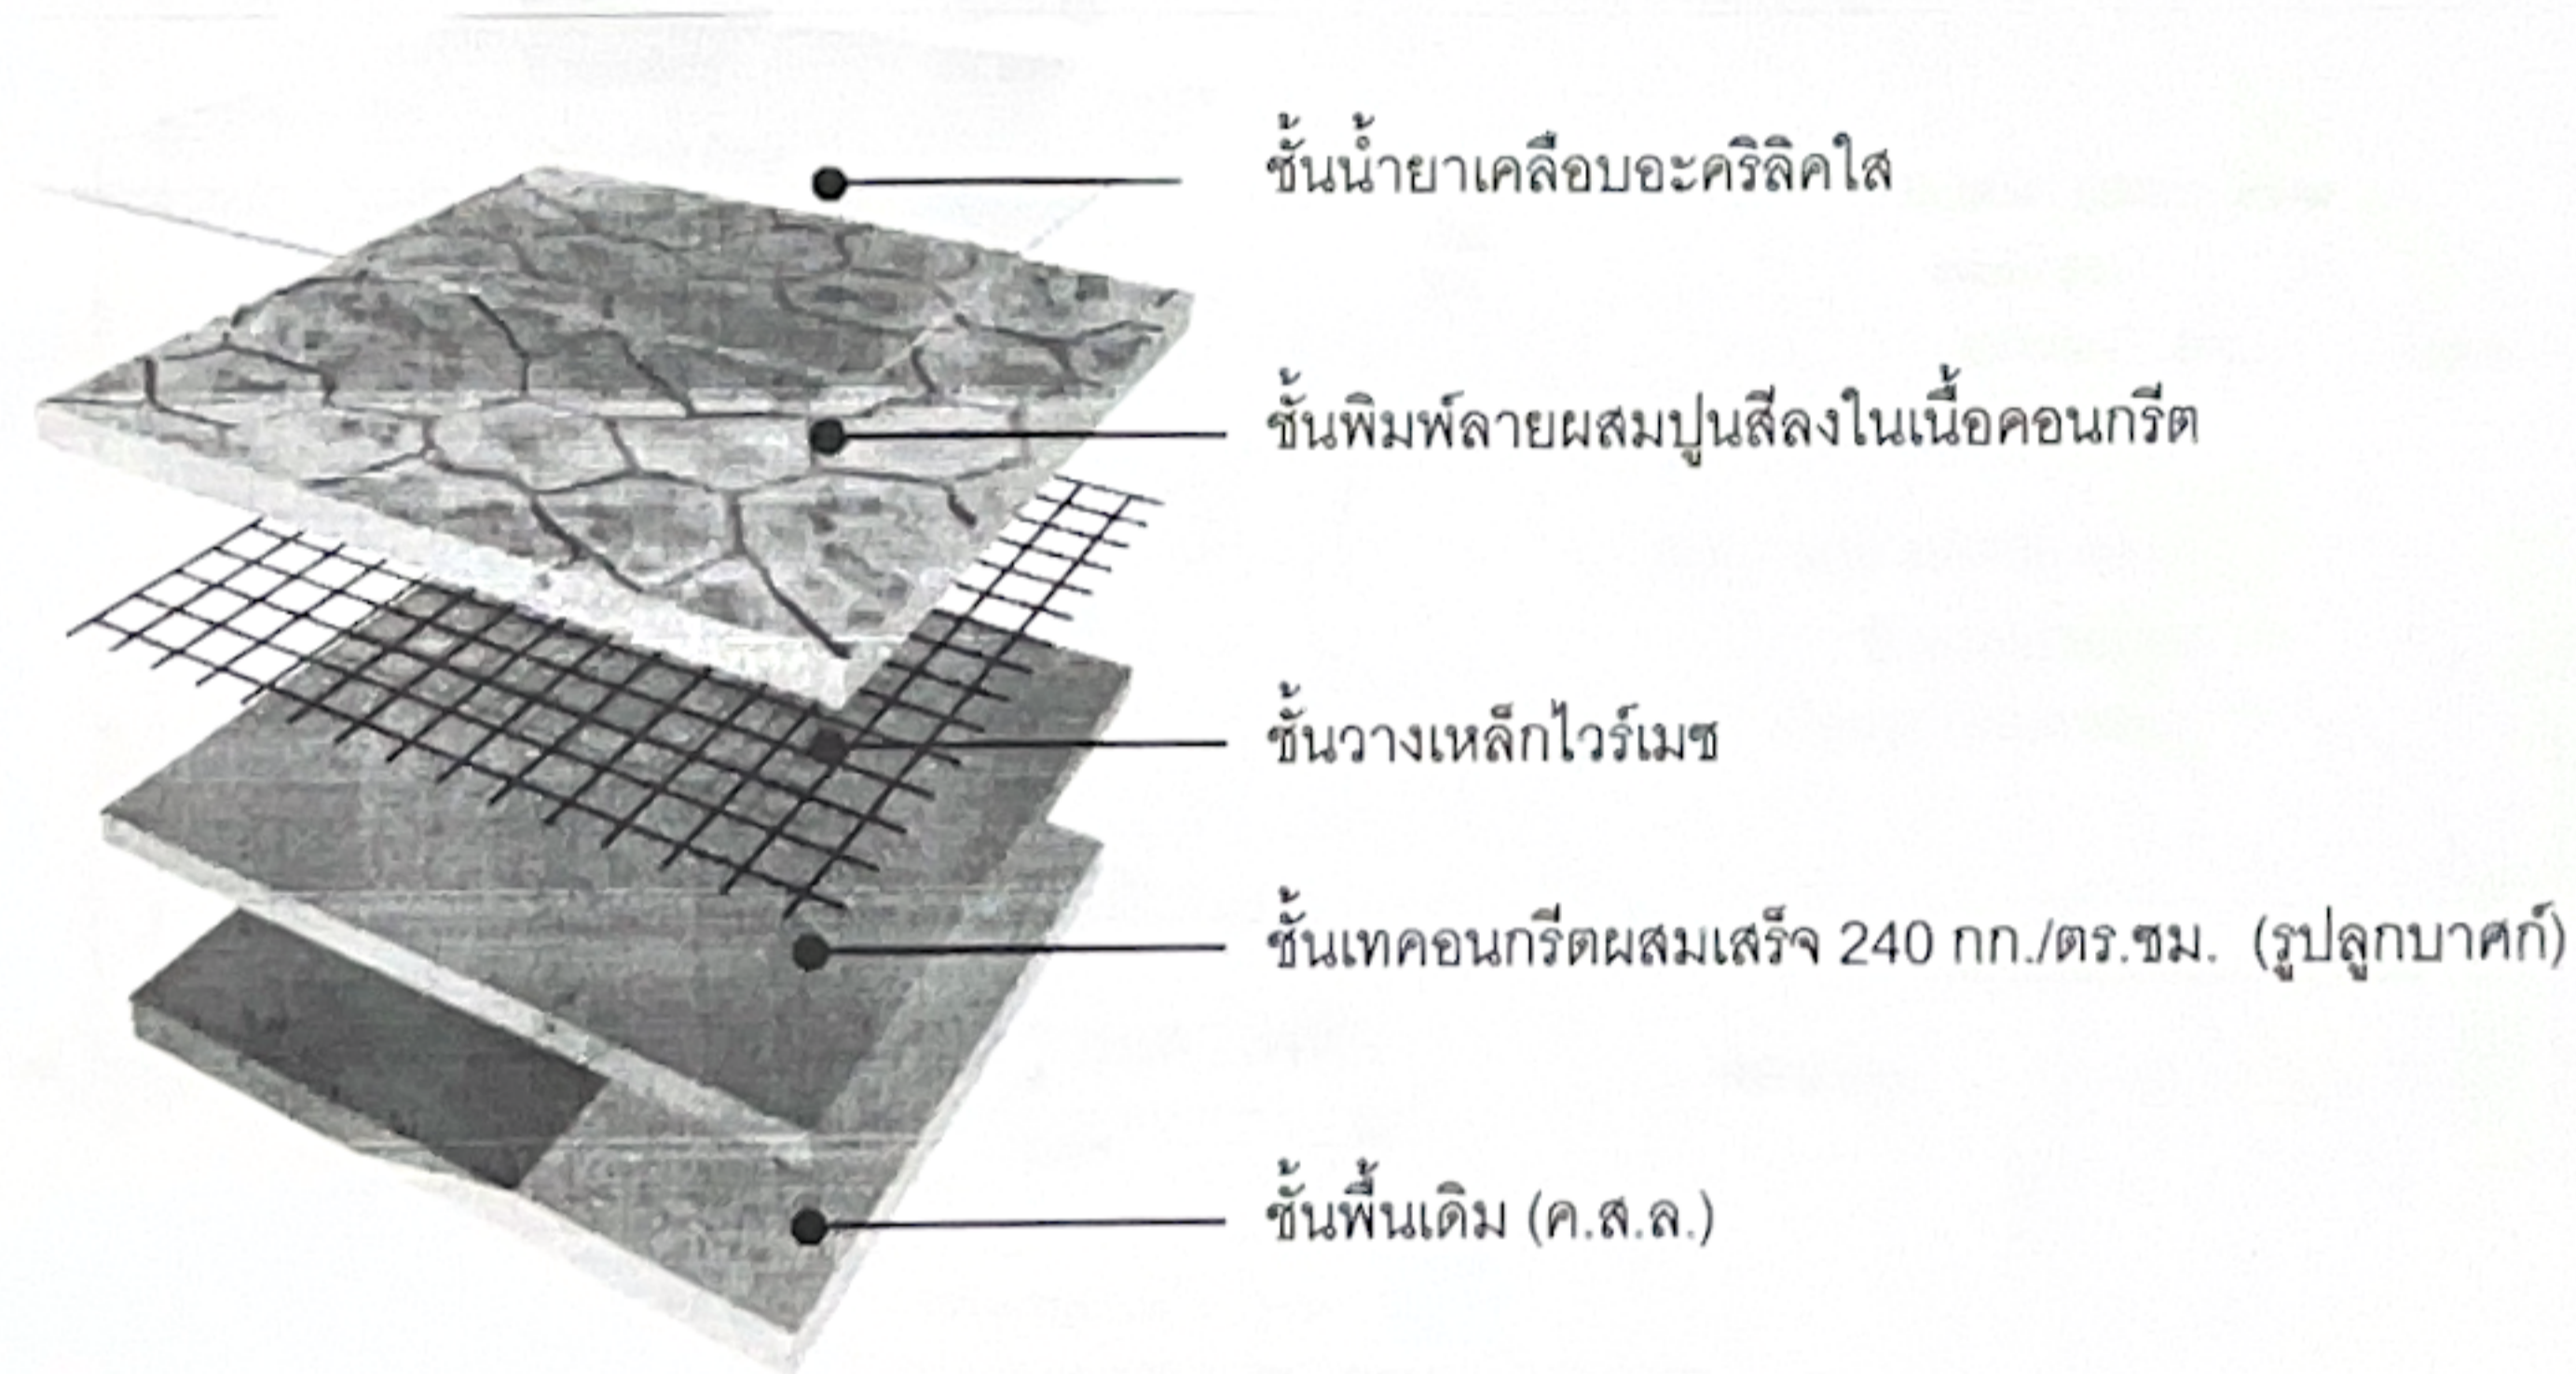 ชั้นน้ำยาเคลือบอะคริลิคใส
ชั้นพิมพ์ลายผสมปูนสีลงในเนื้อคอนกรีต
ชั้นวางเหล็กไวร์เมช
ชั้นเทคอนกรีตผสมเสร็จ 240 กก./ตร.ซม. (รูปลูกบาศก์)
ชั้นพื้นเดิม (ค.ส.ล.)